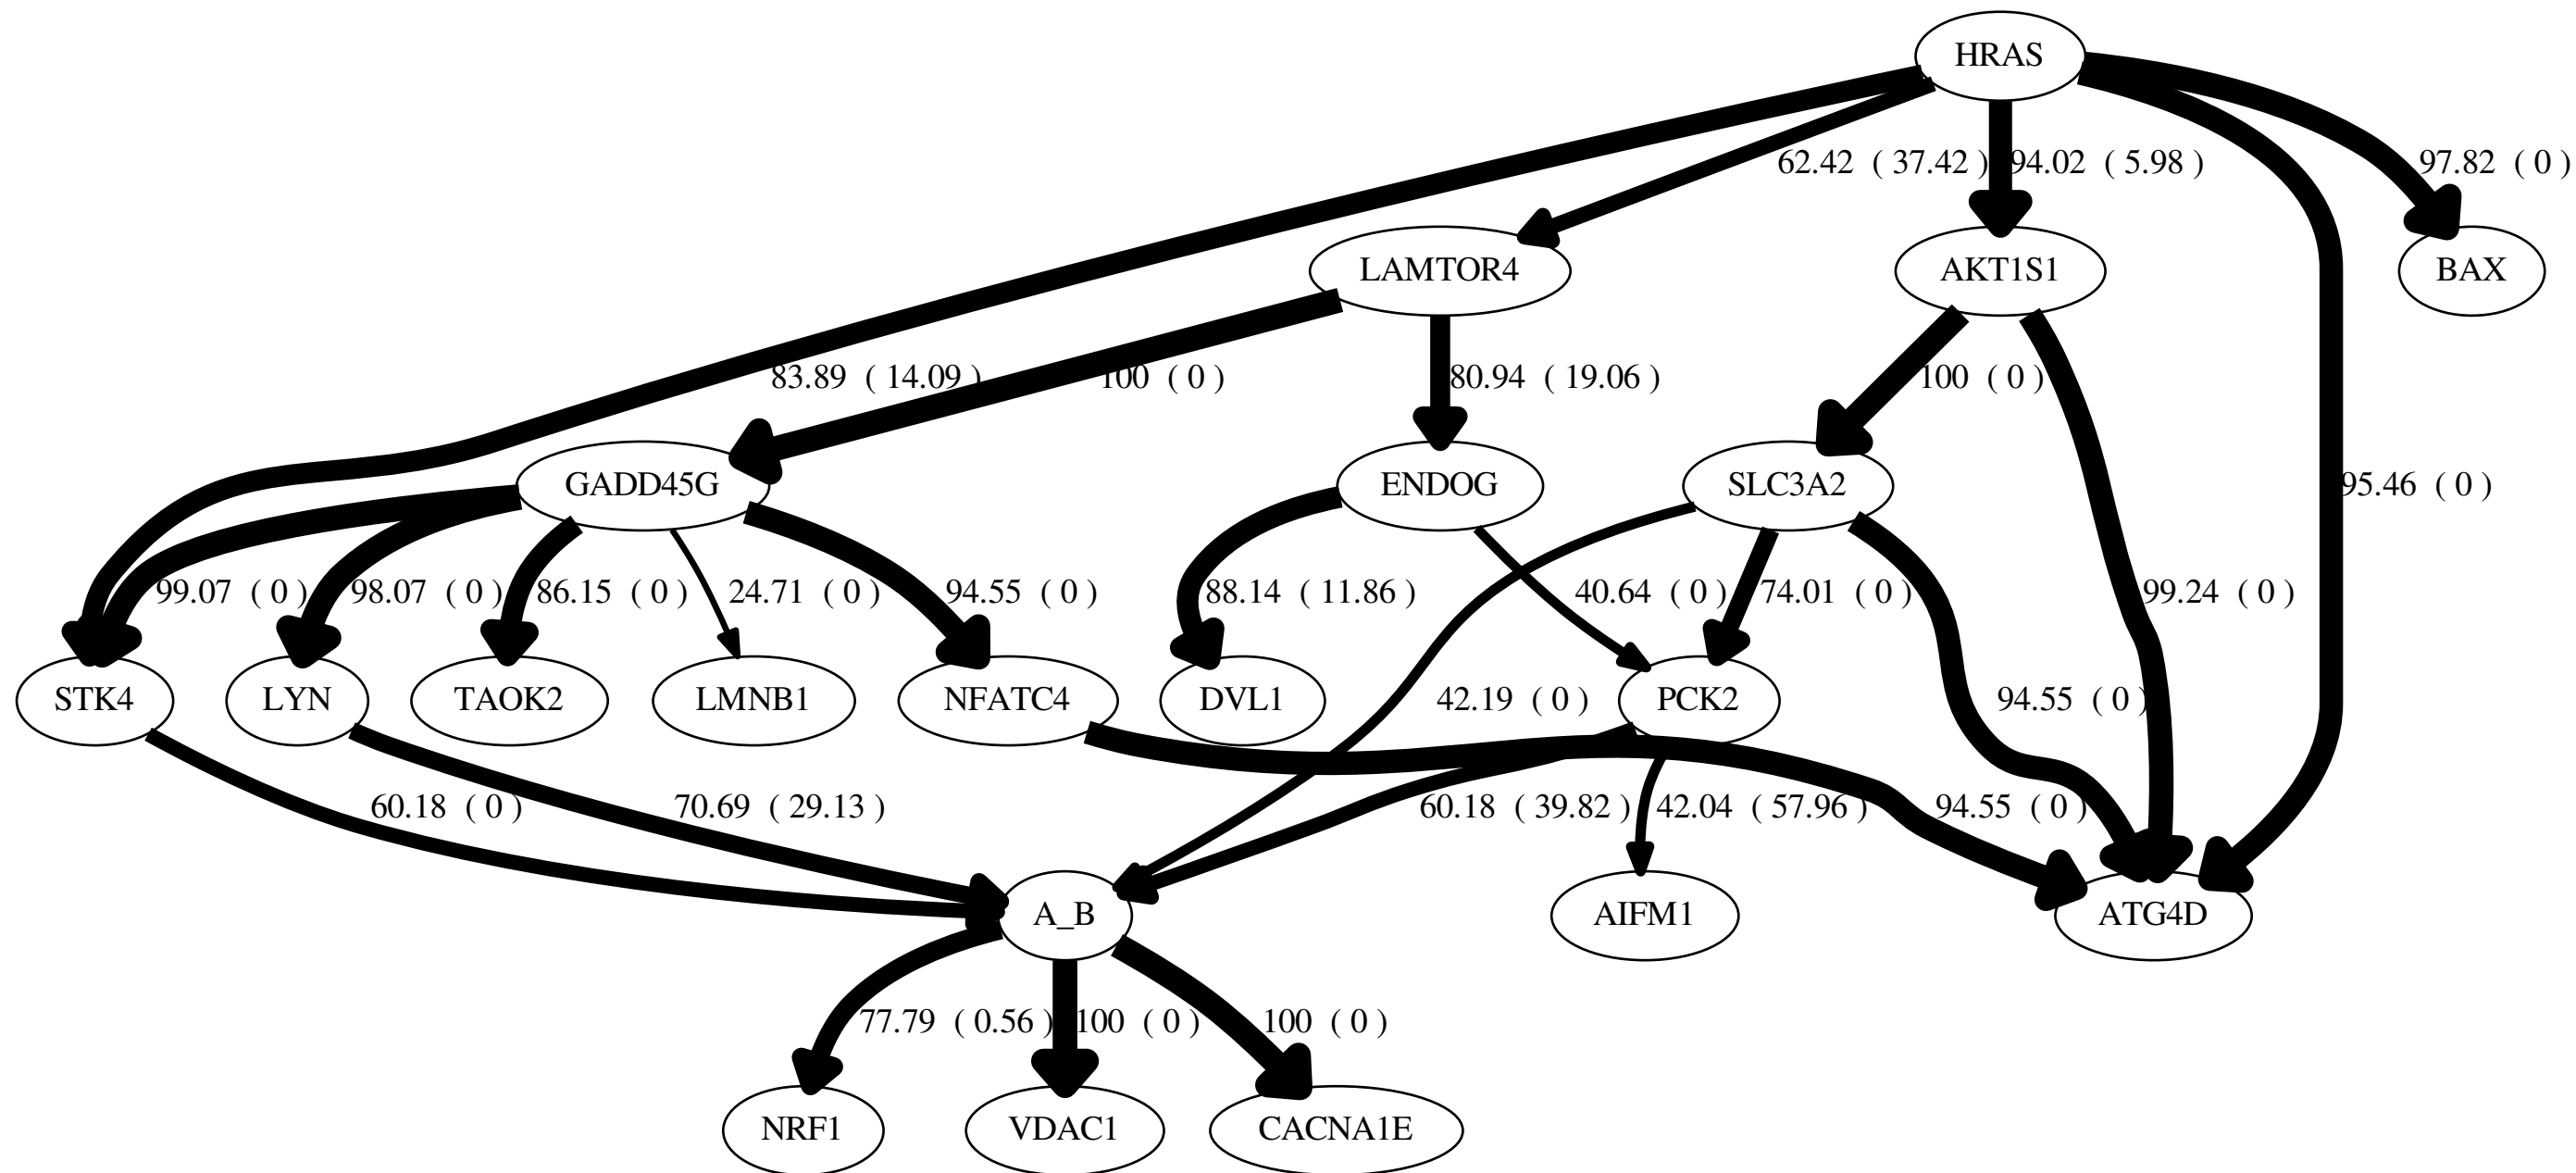 HRAS
62.42 ( 37.42 )
94.02 ( 5.98 )
97.82 ( 0 )
LAMTOR4
AKT1S1
BAX
83.89 ( 14.09 )
100 ( 0 )
80.94 ( 19.06 )
100 ( 0 )
GADD45G
ENDOG
SLC3A2
95.46 ( 0 )
99.07 ( 0 )
98.07 ( 0 )
86.15 ( 0 )
24.71 ( 0 )
94.55 ( 0 )
88.14 ( 11.86 )
40.64 ( 0 )
74.01 ( 0 )
99.24 ( 0 )
STK4
LYN
TAOK2
LMNB1
NFATC4
DVL1
42.19 ( 0 )
PCK2
94.55 ( 0 )
60.18 ( 0 )
70.69 ( 29.13 )
60.18 ( 39.82 )
42.04 ( 57.96 )
94.55 ( 0 )
A_B
AIFM1
ATG4D
77.79 ( 0.56 )
100 ( 0 )
100 ( 0 )
NRF1
VDAC1
CACNA1E